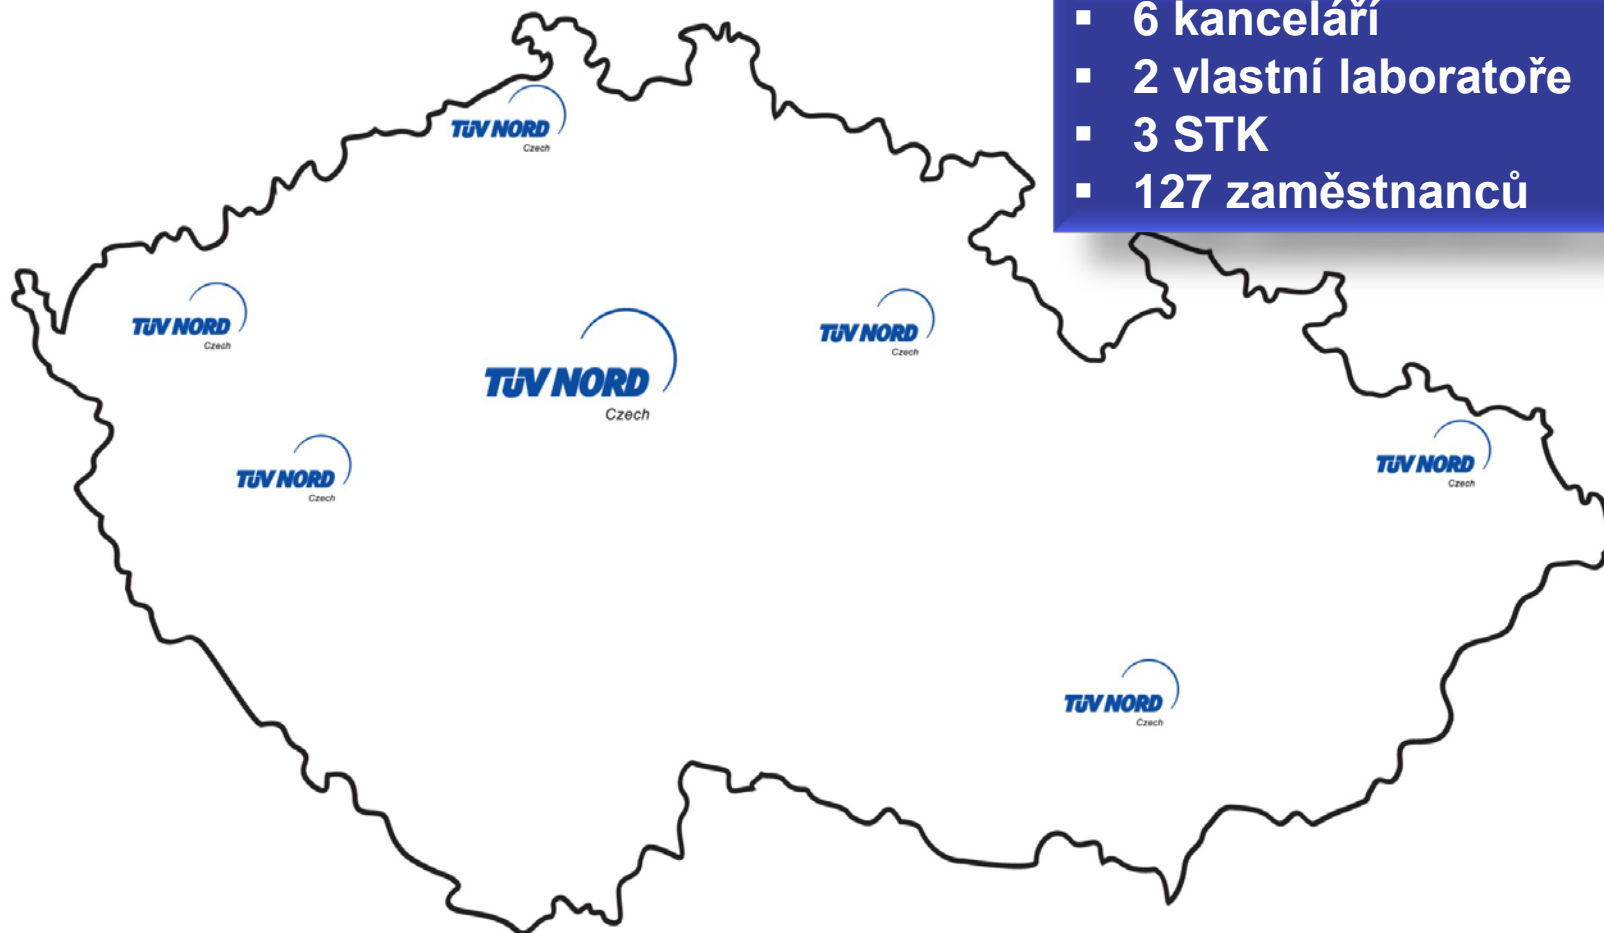 ▪ 6 kanceláří
▪ 2 vlastní laboratoře
▪ 3 STK
▪ 127 zaměstnanců
TÜV NORD
Czech
TÜV NORD
Czech
TÜV NORD
Czech
TÜV NORD
Czech
TÜV NORD
Czech
TÜV NORD
Czech
TÜV NORD
Czech